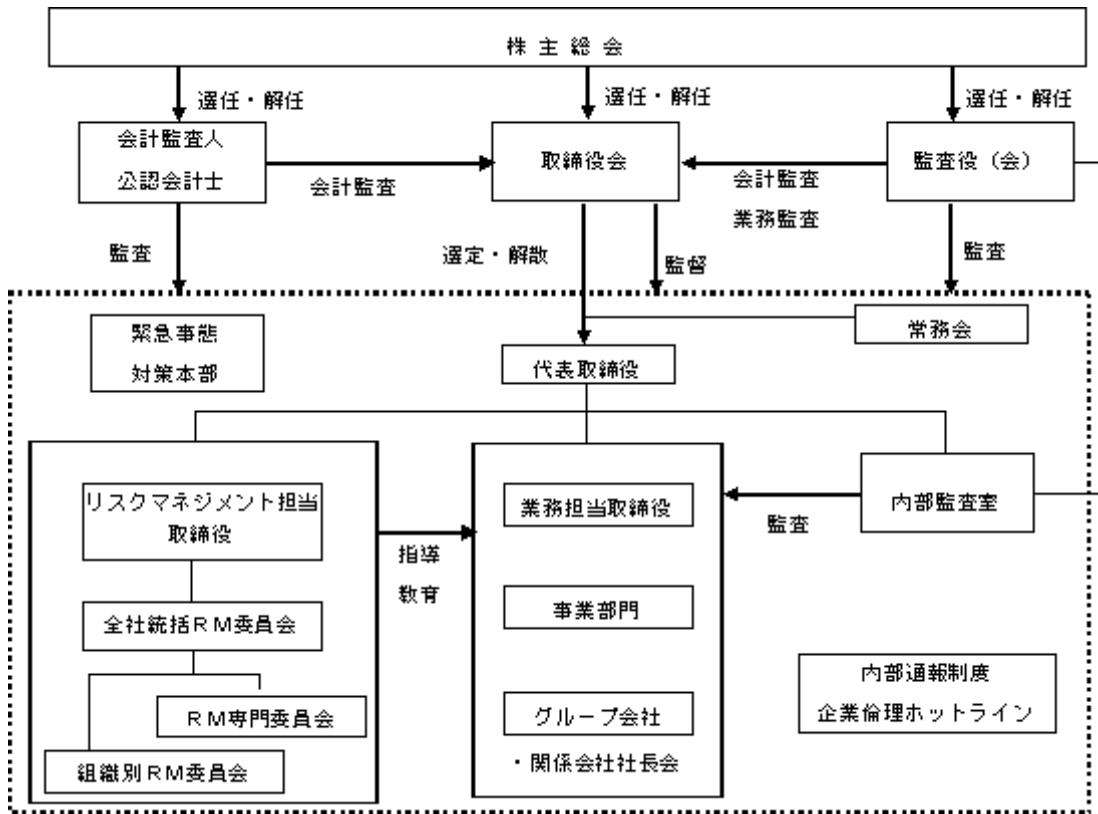 株主総会
選任・解任
選任・解任
選任・解任
会計監査人
公認会計士
会計監査
取締役会
会計監査
業務監査
監査役（会）
監査
選定・解散
監督
監査
緊急事態
対策本部
常務会
代表取締役
リスクマネジメント担当
取締役
全社統括ＲＭ委員会
ＲＭ専門委員会
組織別ＲＭ委員会
指導
教育
業務担当取締役
事業部門
グループ会社
・関係会社社長会
監査
内部監査室
内部通報制度
企業倫理ホットライン